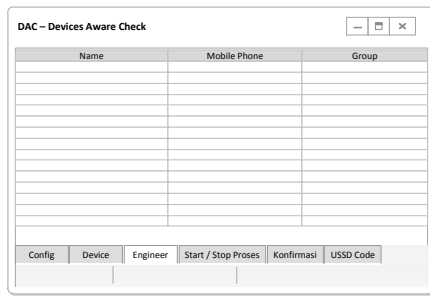 DAC – Devices Aware Check
Name Mobile Phone Group
Config Device Engineer Start / Stop Proses Konfirmasi USSD Code